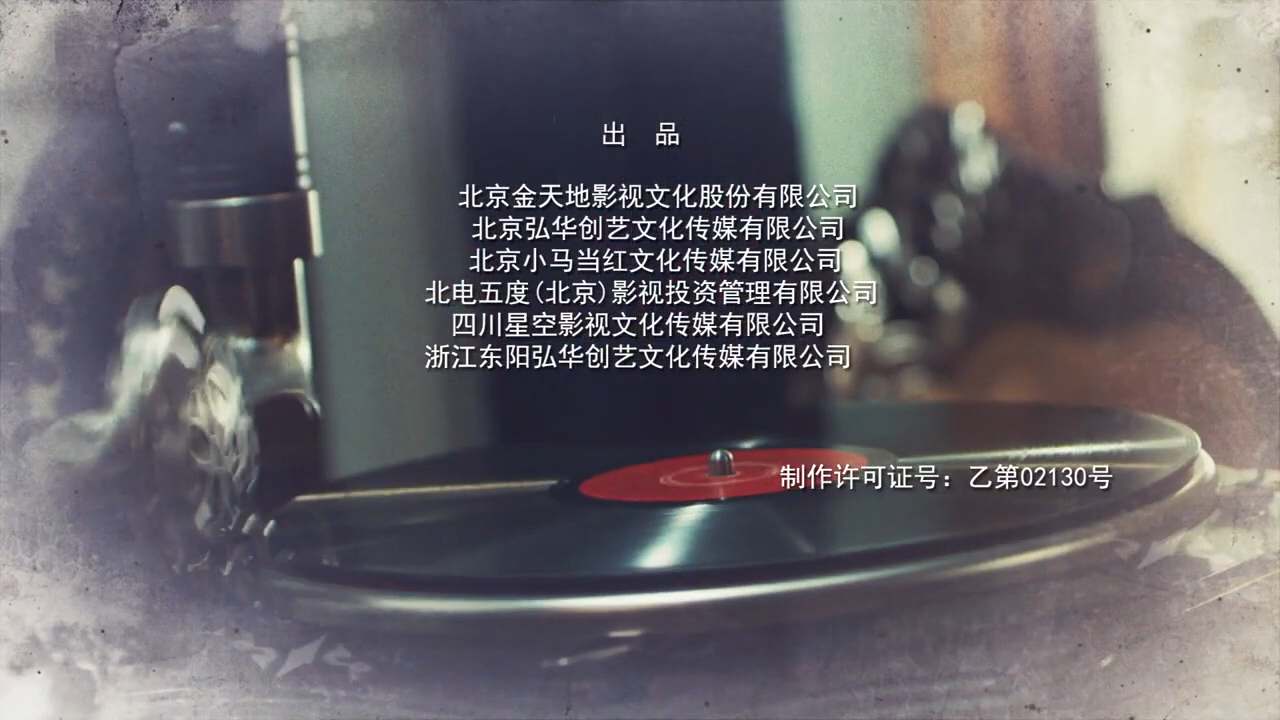 出 品
北京金天地影视文化股份有限公司
北京弘华创艺文化传媒有限公司
北京小马当红文化传媒有限公司
北电五度(北京)影视投资管理有限公司
四川星空影视文化传媒有限公司
浙江东阳弘华创艺文化传媒有限公司
制作许可证号：乙第02130号